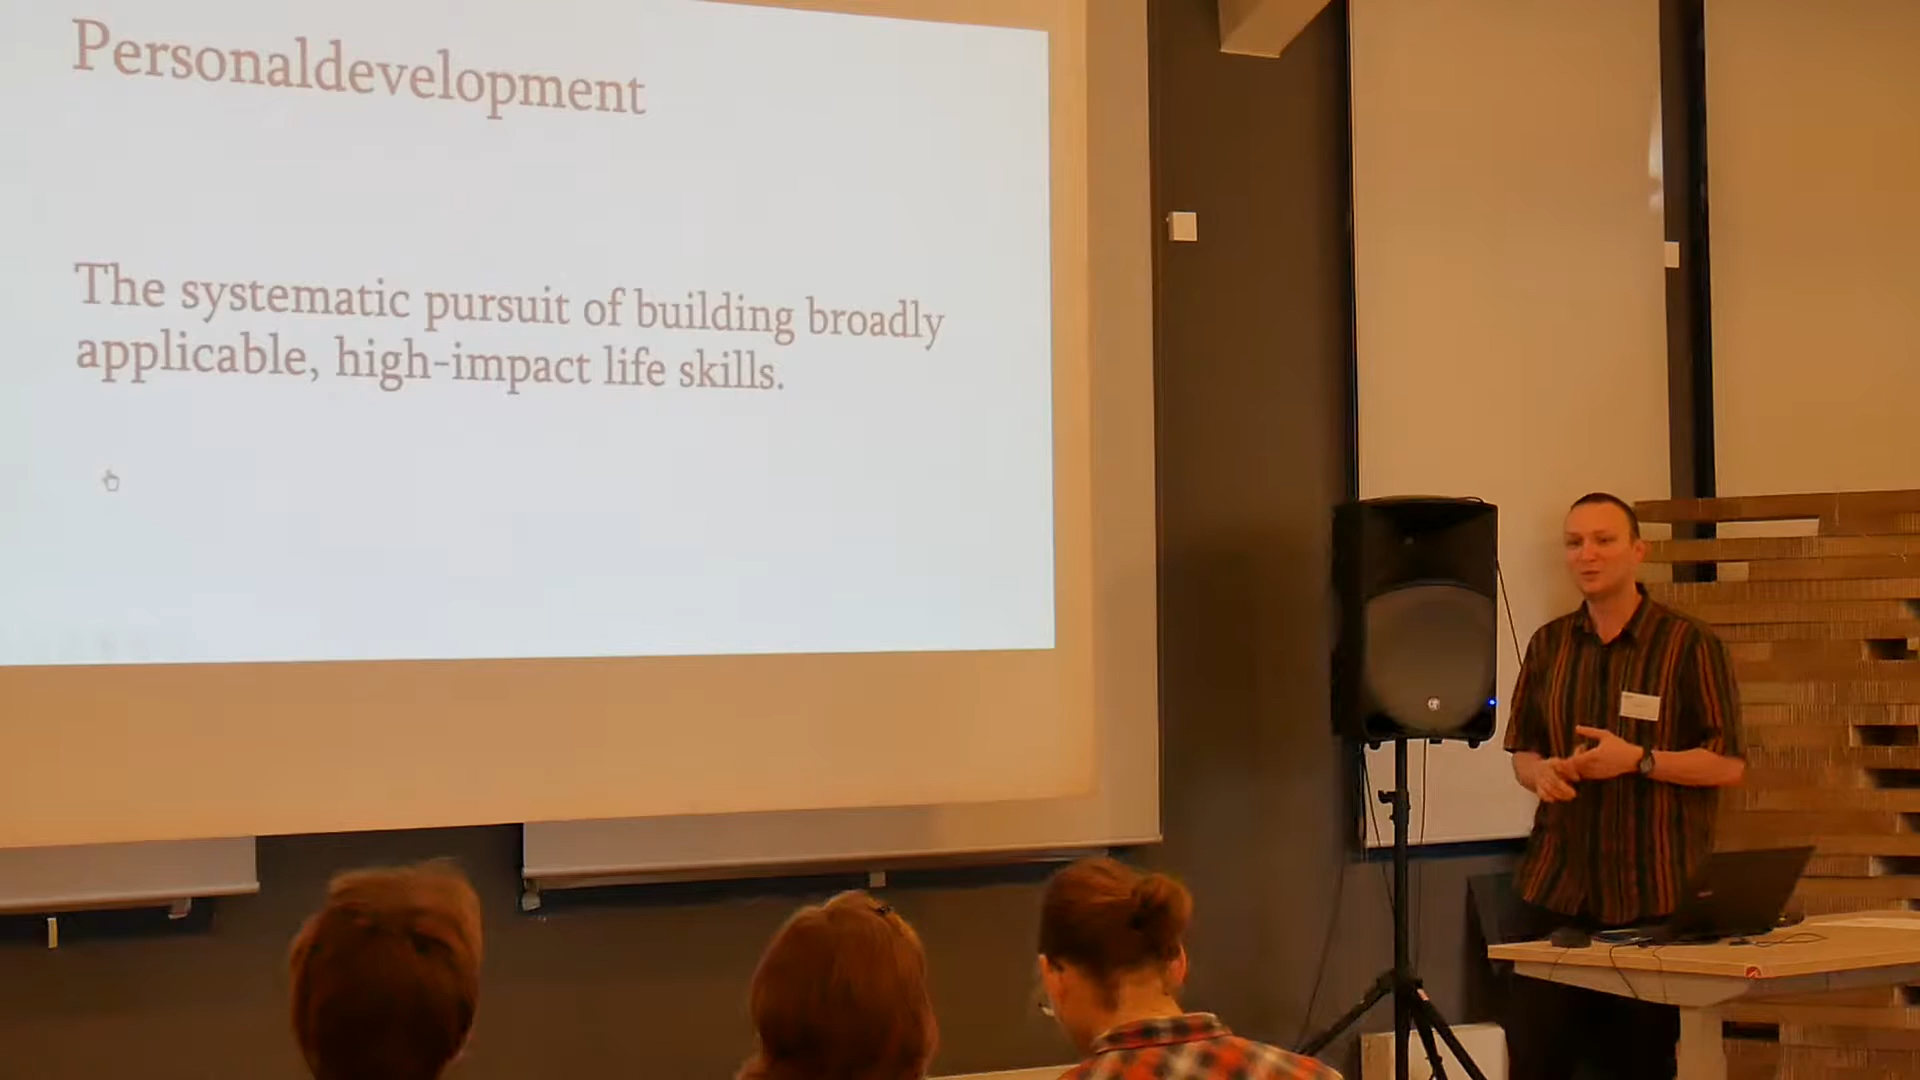 Personaldevelopment
The systematic pursuit of building broadly
applicable, high-impact life skills.